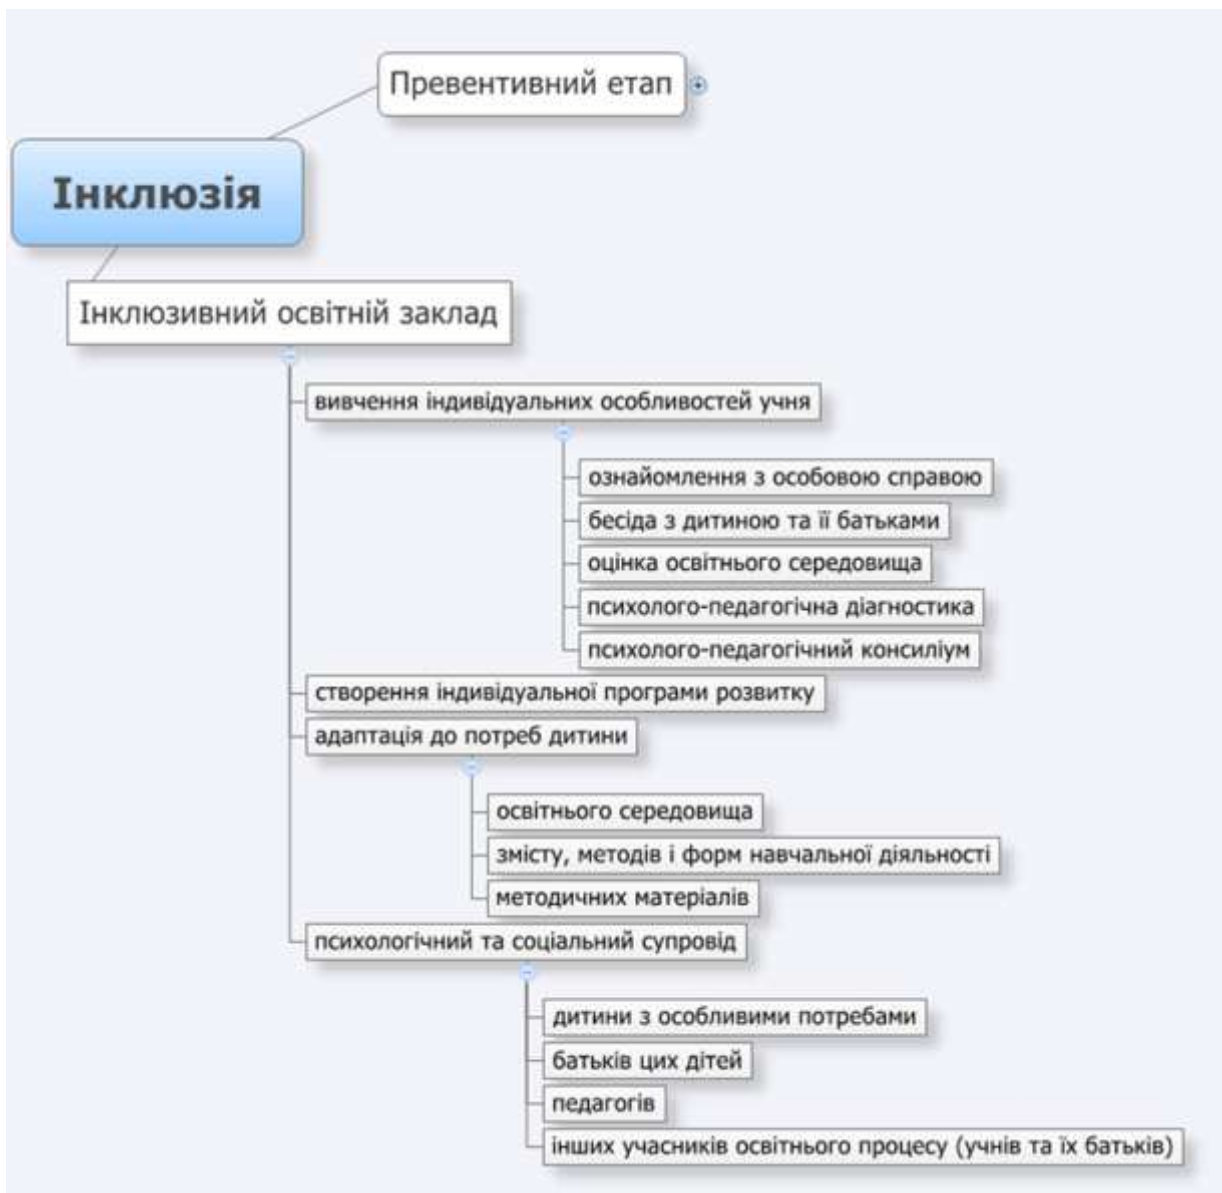 Превентивний етап
Інклюзія
Інклюзивний освітній заклад
вивчення індивідуальних особливостей учня
ознайомлення з особовою справою
бесіда з дитиною та її батьками
оцінка освітнього середовища
психолого-педагогічна діагностика
психолого-педагогічний консиліум
створення індивідуальної програми розвитку
адаптація до потреб дитини
освітнього середовища
змісту, методів і форм навчальної діяльності
методичних матеріалів
психологічний та соціальний супровід
дитини з особливими потребами
батьків цих дітей
педагогів
інших учасників освітнього процесу (учнів та їх батьків)